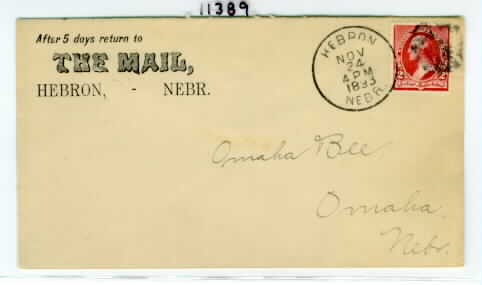 11389
After 5 days return to
THE MAIL,
HEBRON, - NEBR.
HEBRON
NOV
24
4 PM
1893
NEBR.
Omaha Bee,
Omaha,
Nebr.